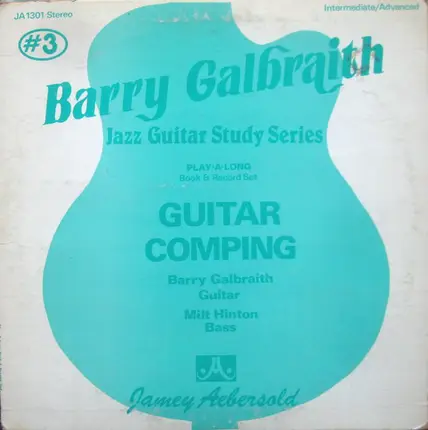 JA 1301 Stereo
Intermediate/Advanced
#3
Barry Galbraith
Jazz Guitar Study Series
PLAY-A-LONG
Book & Record Set
GUITAR
COMPING
Barry Galbraith
Guitar
Milt Hinton
Bass
Jamey Aebersold